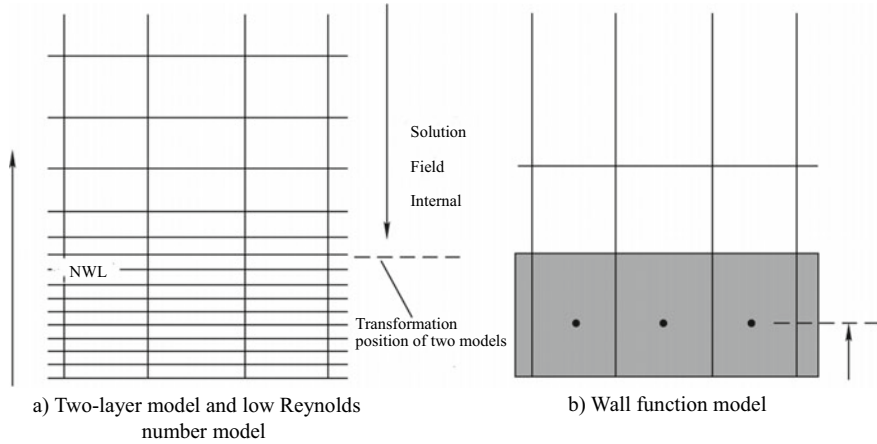 Solution
Field
Internal
NWL
Transformation
position of two models
a) Two-layer model and low Reynolds
number model
b) Wall function model